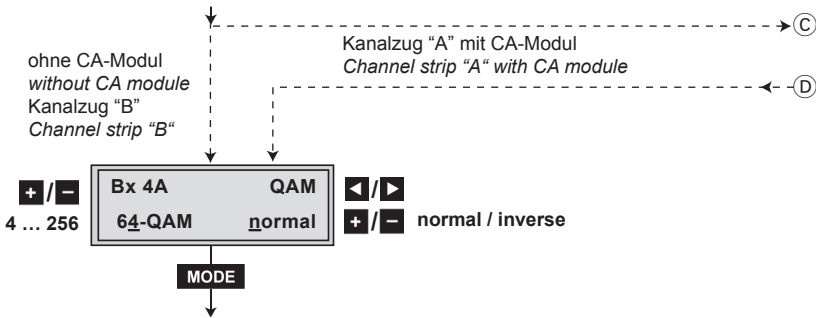 C
Kanalzug “A” mit CA-Modul
Channel strip “A“ with CA module
D
ohne CA-Modul
without CA module
Kanalzug “B”
Channel strip “B“
+/−
4 ... 256
Bx 4A QAM
64-QAM normal
◄/►
+/− normal / inverse
MODE